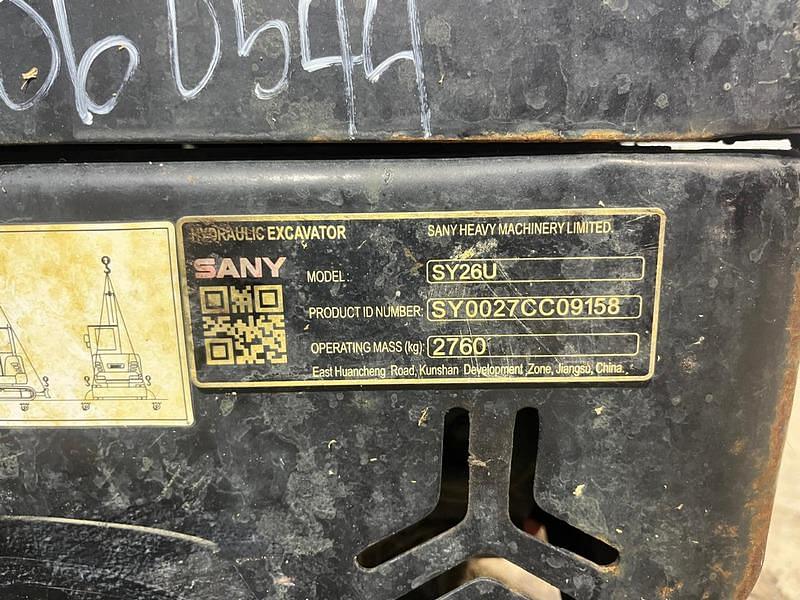 060544
HYDRAULIC EXCAVATOR
SANY HEAVY MACHINERY LIMITED.
SANY
MODEL: SY26U
PRODUCT ID NUMBER: SY0027CC09158
OPERATING MASS (kg): 2760
East Huancheng Road, Kunshan Development Zone, Jiangsu, China.